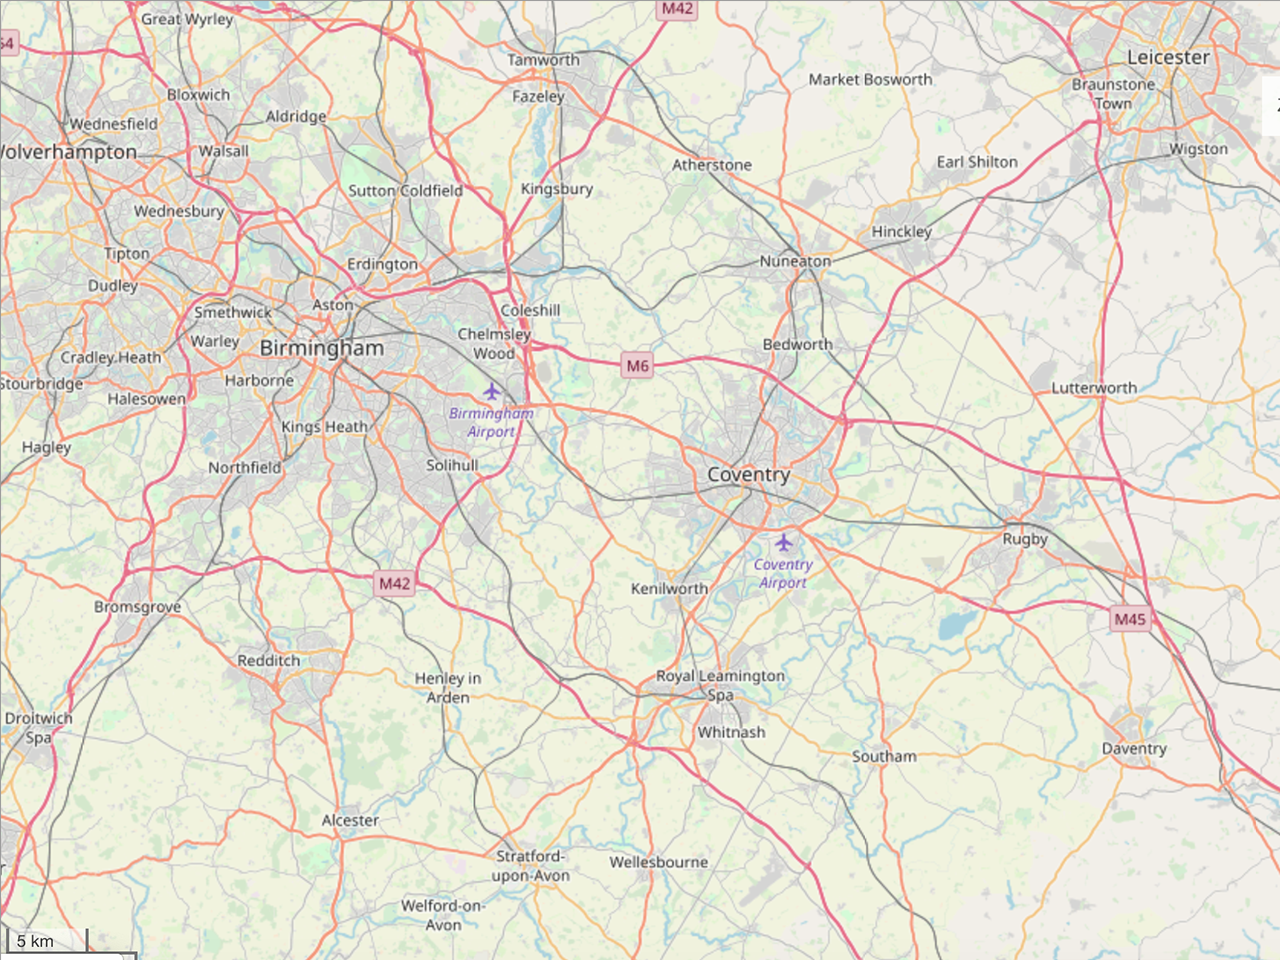 M42
Great Wyrley
54
Tamworth
Leicester
Market Bosworth
Braunstone
Town
Bloxwich
Fazeley
Aldridge
Wednesfield
Wolverhampton
Walsall
Wigston
Atherstone
Earl Shilton
Sutton Coldfield
Kingsbury
Wednesbury
Hinckley
Tipton
Erdington
Nuneaton
Dudley
Smethwick
Aston
Coleshill
Warley
Birmingham
Chelmsley
Wood
Bedworth
Cradley Heath
M6
Stourbridge
Harborne
Lutterworth
Halesowen
Birmingham
Airport
Kings Heath
Hagley
Northfield
Solihull
Coventry
Rugby
Coventry
Airport
M42
Kenilworth
Bromsgrove
M45
Redditch
Henley in
Arden
Royal Leamington
Spa
Droitwich
Spa
Whitnash
Southam
Daventry
Alcester
Stratford-
upon-Avon
Wellesbourne
Welford-on-
Avon
5 km